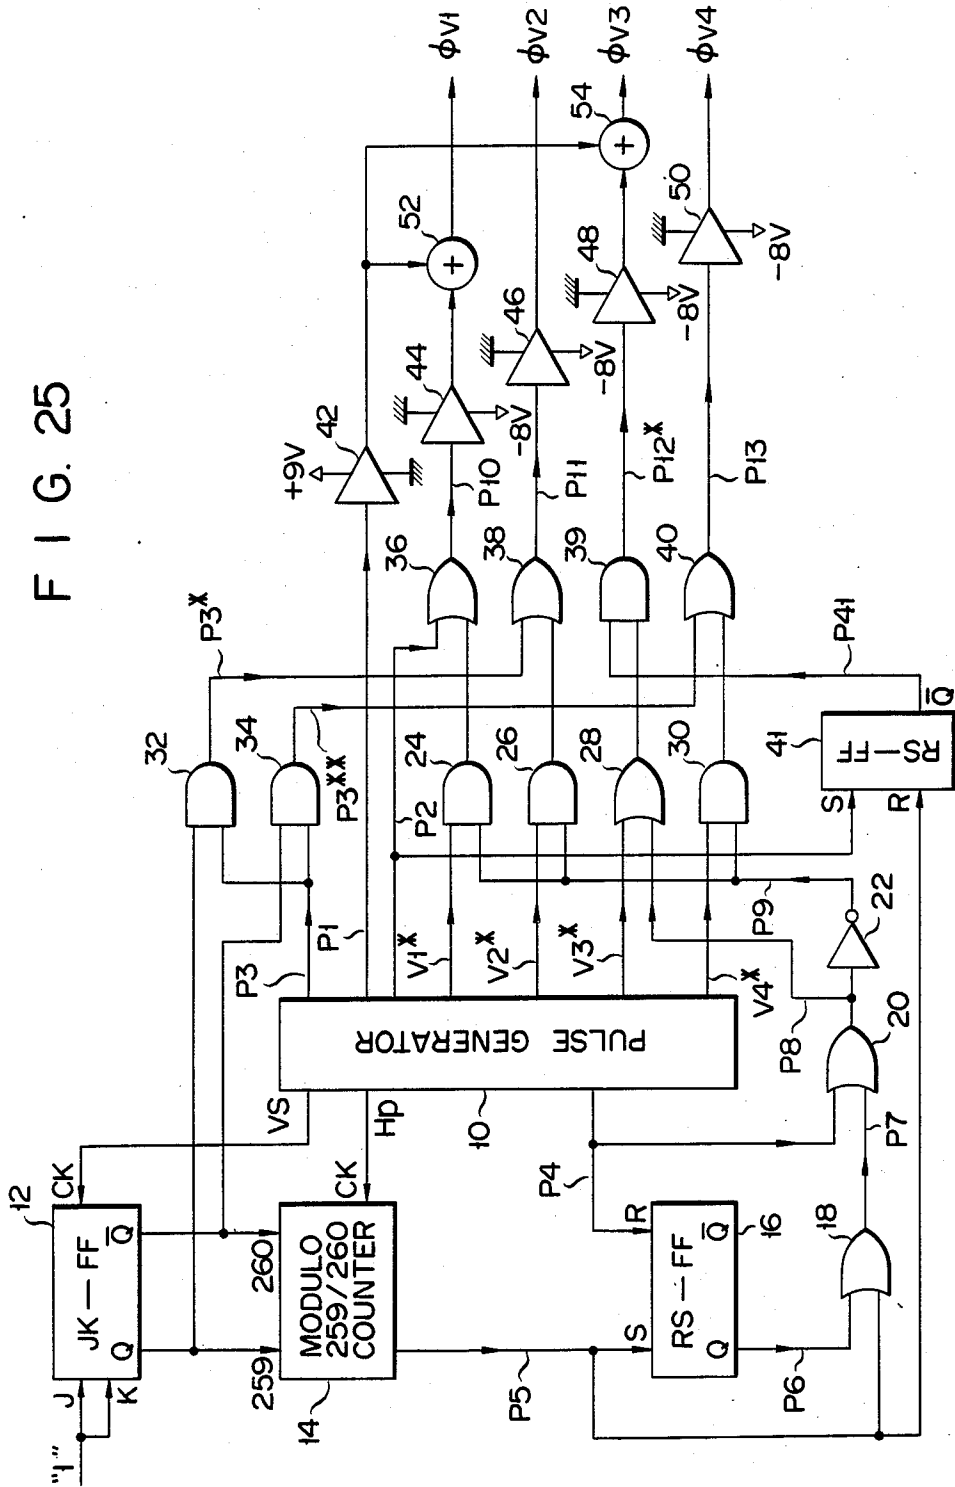 F I G. 25
"1"
J
K
JK-FF
Q
Q̅
CK
12
VS
Hp
CK
259
260
MODULO
259/260
COUNTER
14
10
PULSE GENERATOR
P3
P1
P2
V1*
V2*
V3*
V4*
P4
P5
S
R
RS-FF
Q
Q̅
16
P6
18
P7
20
P8
22
P9
24
26
28
30
32
34
P3*
P3**
S
R
RS-FF
Q̅
41
P41
36
38
39
40
P10
P11
P12*
P13
+9V
42
44
-8V
46
-8V
48
-8V
50
-8V
52
+
54
+
ΦV1
ΦV2
ΦV3
ΦV4